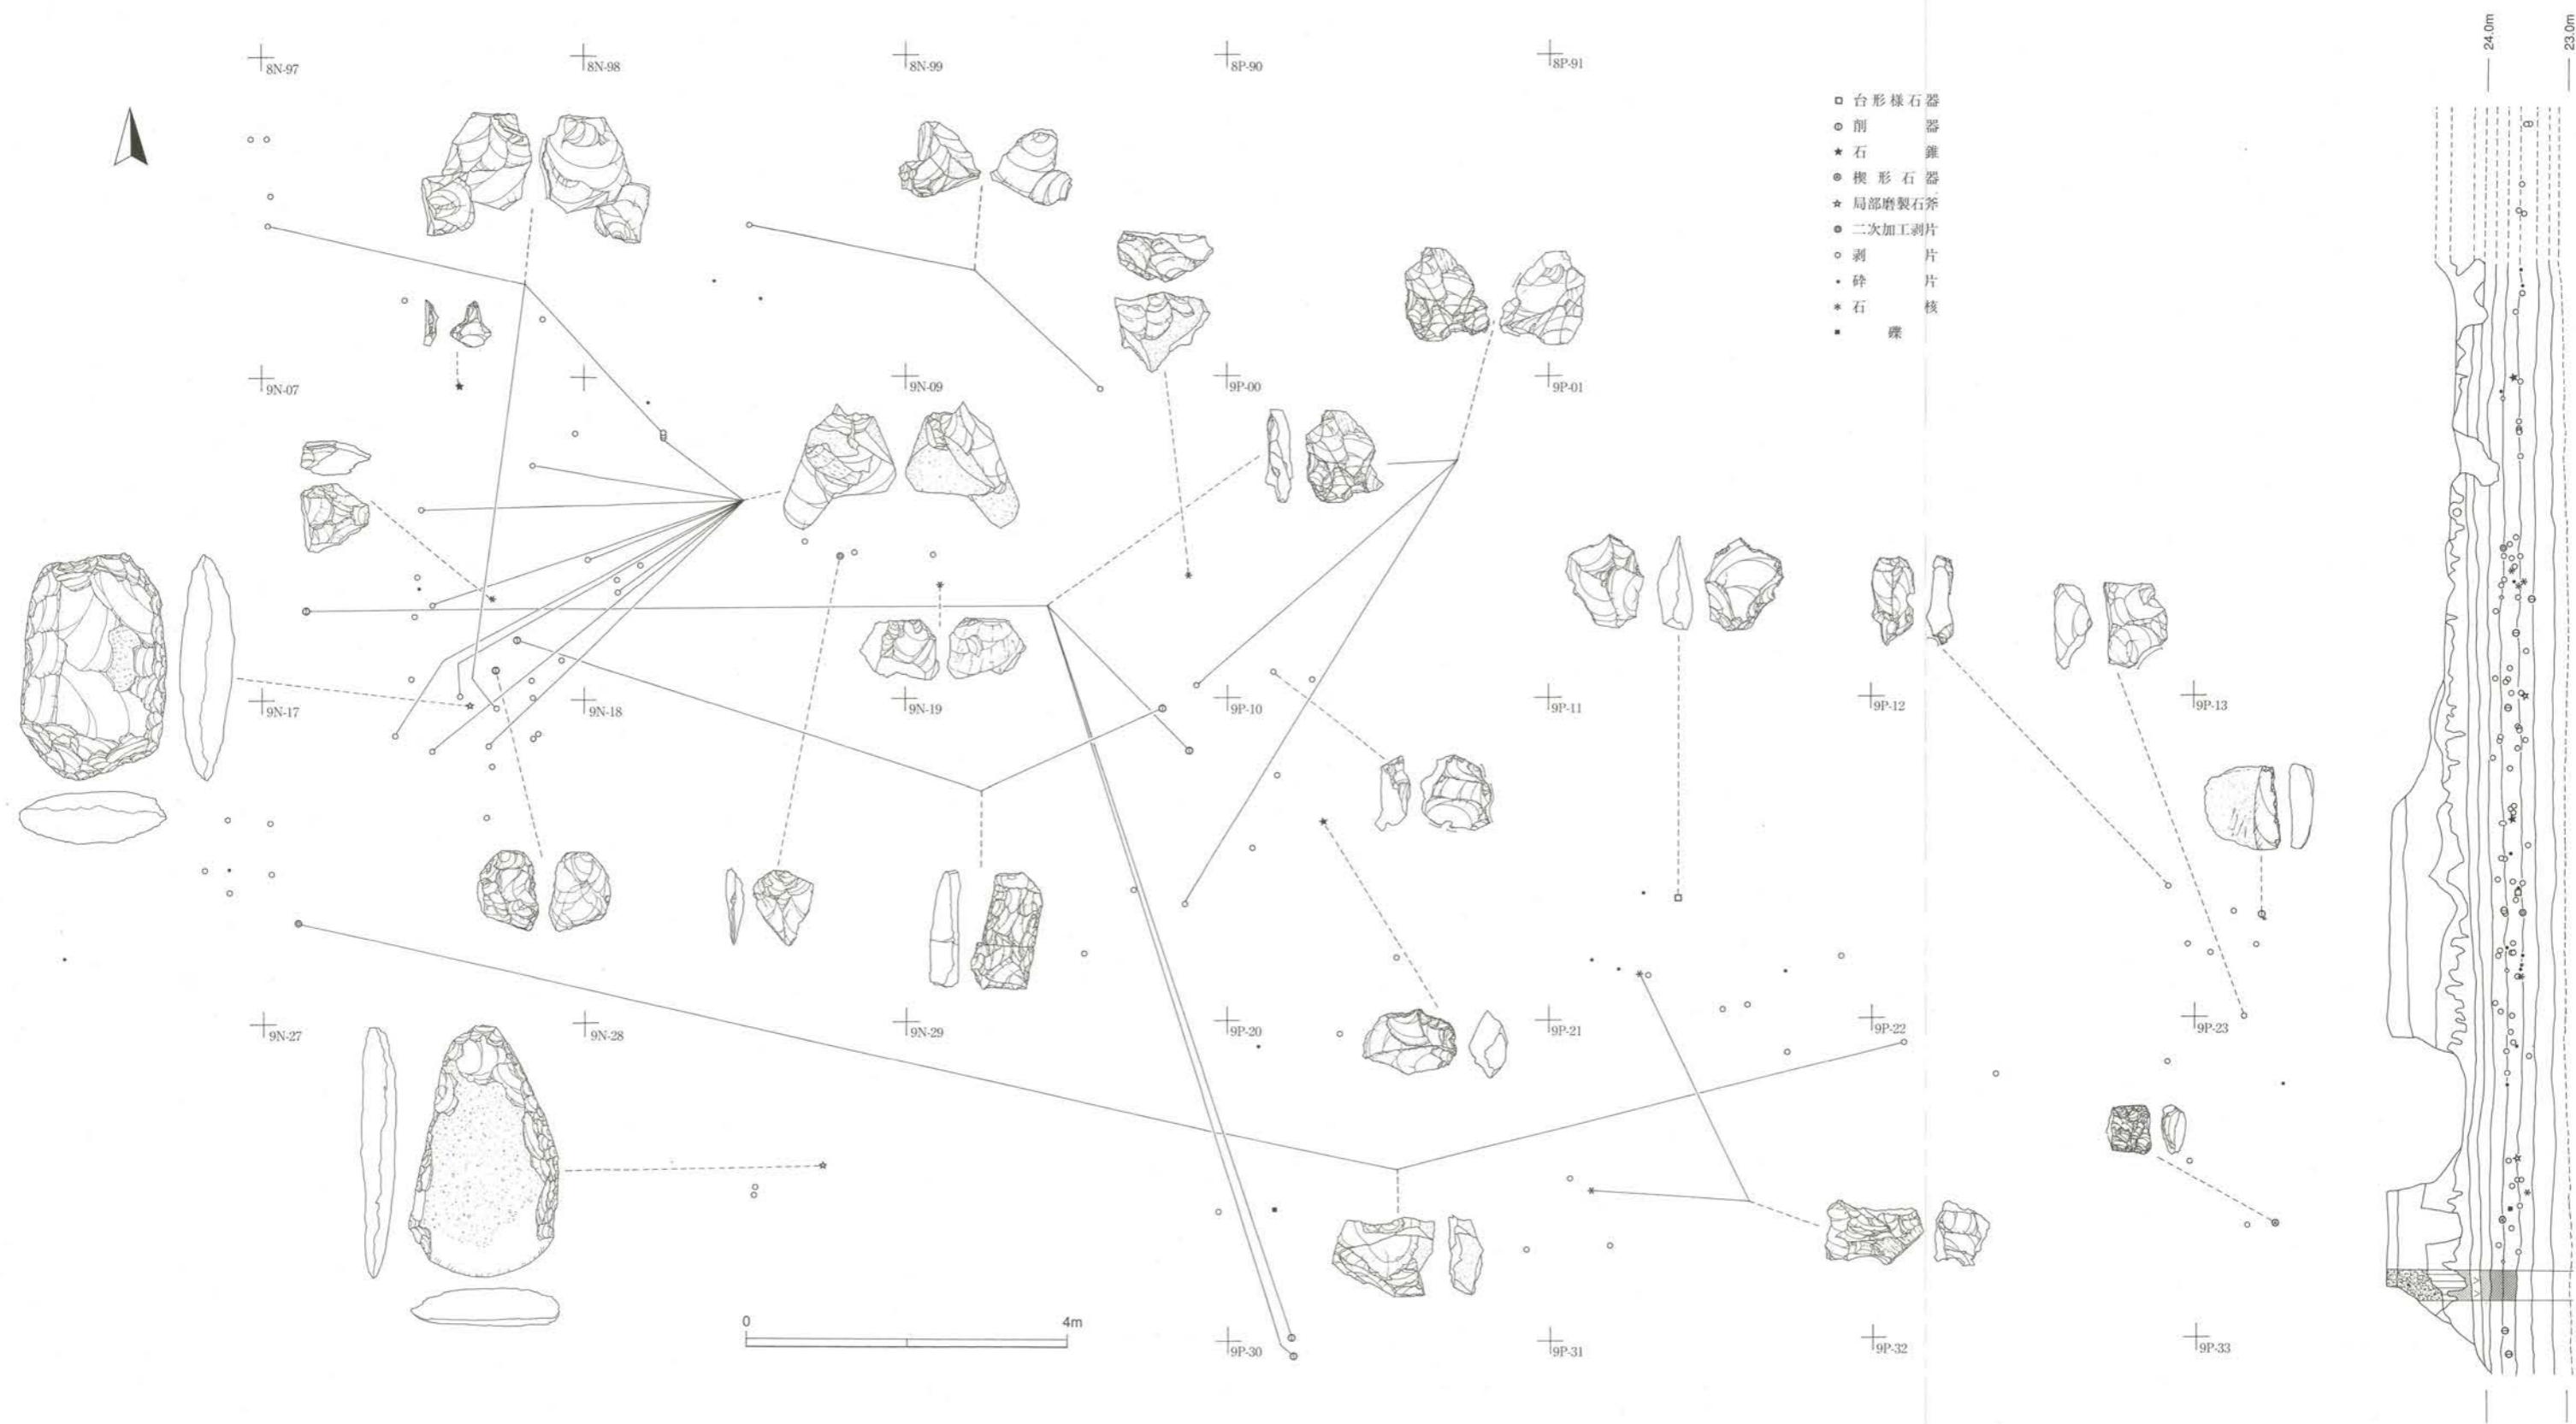 24.0m
23.0m
8N-97
8N-98
8N-99
8P-90
8P-91
台形様石器
削器
石錐
楔形石器
局部磨製石斧
二次加工剥片
剥片
砕片
石核
礫
9N-07
9N-09
9P-00
9P-01
9N-17
9N-18
9N-19
9P-10
9P-11
9P-12
9P-13
9N-27
9N-28
9N-29
9P-20
9P-21
9P-22
9P-23
0
4m
9P-30
9P-31
9P-32
9P-33